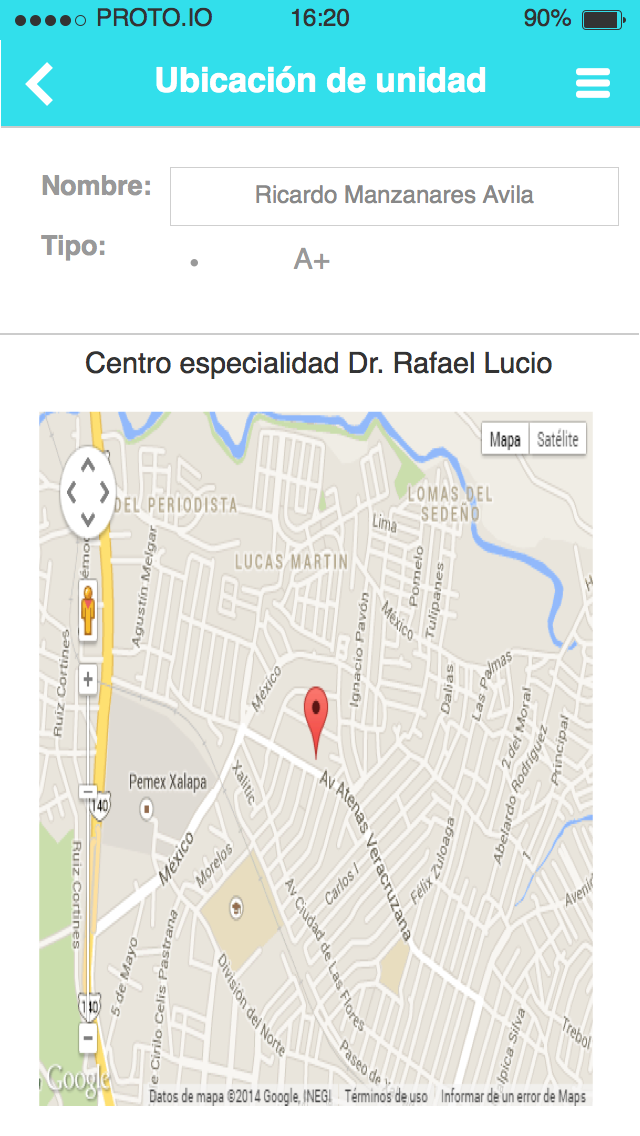 PROTO.IO 16:20 90%
Ubicación de unidad
Nombre: Ricardo Manzanares Avila
Tipo: • A+
Centro especialidad Dr. Rafael Lucio
Mapa Satélite
DEL PERIODISTA
LOMAS DEL
SEDEÑO
Lima
LUCAS MARTIN
Agustín Melgar
Pomelo
Tulipanes
Ignacio Pavón
México
Ruiz Cortines
México
Dalias
Las Palmas
2 del Moral
Abelardo Rodríguez
Principal
Pemex Xalapa
Xalitic
Av Atenas Veracruzana
140
México
Morelos
Carlos I
Félix Zuloaga
Ruiz Cortines
Av Ciudad de Las Flores
5 de Mayo
e Cirilo Celis Pastrana
División del Norte
140
Paseo de
Trebol
Google
Datos de mapa ©2014 Google, INEGI Términos de uso Informar de un error de Maps